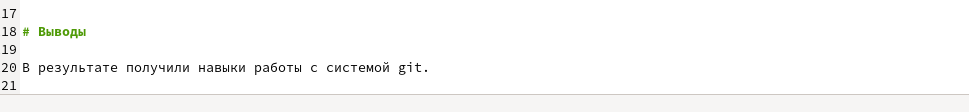 17
18 # Выводы
19
20 В результате получили навыки работы с системой git.
21